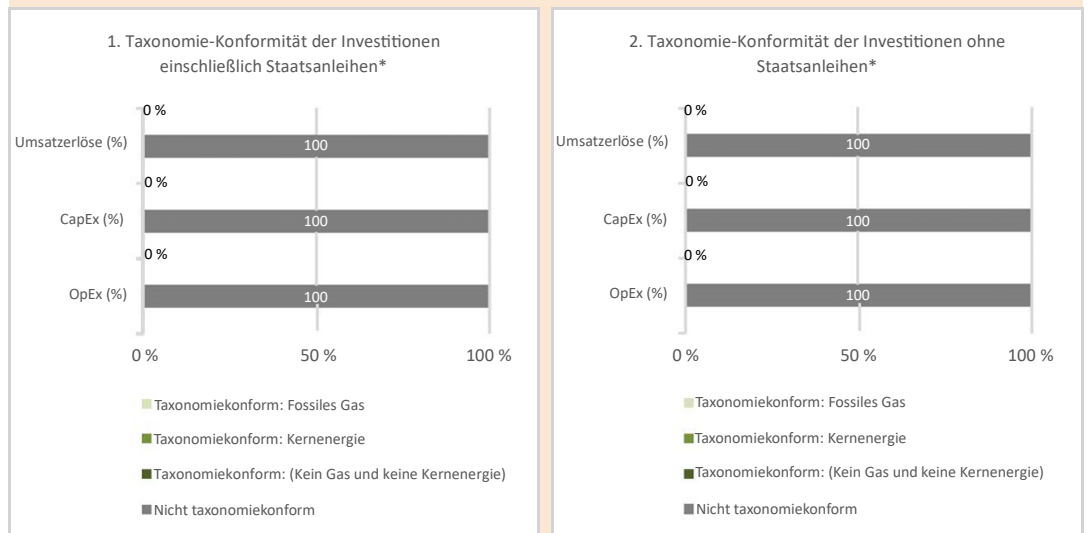 1. Taxonomie-Konformität der Investitionen
einschließlich Staatsanleihen*
0 %
Umsatzerlöse (%)
100
0 %
CapEx (%)
100
0 %
OpEx (%)
100
0 %
50 %
100 %
Taxonomiekonform: Fossiles Gas
Taxonomiekonform: Kernenergie
Taxonomiekonform: (Kein Gas und keine Kernenergie)
Nicht taxonomiekonform
2. Taxonomie-Konformität der Investitionen ohne
Staatsanleihen*
0 %
Umsatzerlöse (%)
100
0 %
CapEx (%)
100
0 %
OpEx (%)
100
0 %
50 %
100 %
Taxonomiekonform: Fossiles Gas
Taxonomiekonform: Kernenergie
Taxonomiekonform: (Kein Gas und keine Kernenergie)
Nicht taxonomiekonform